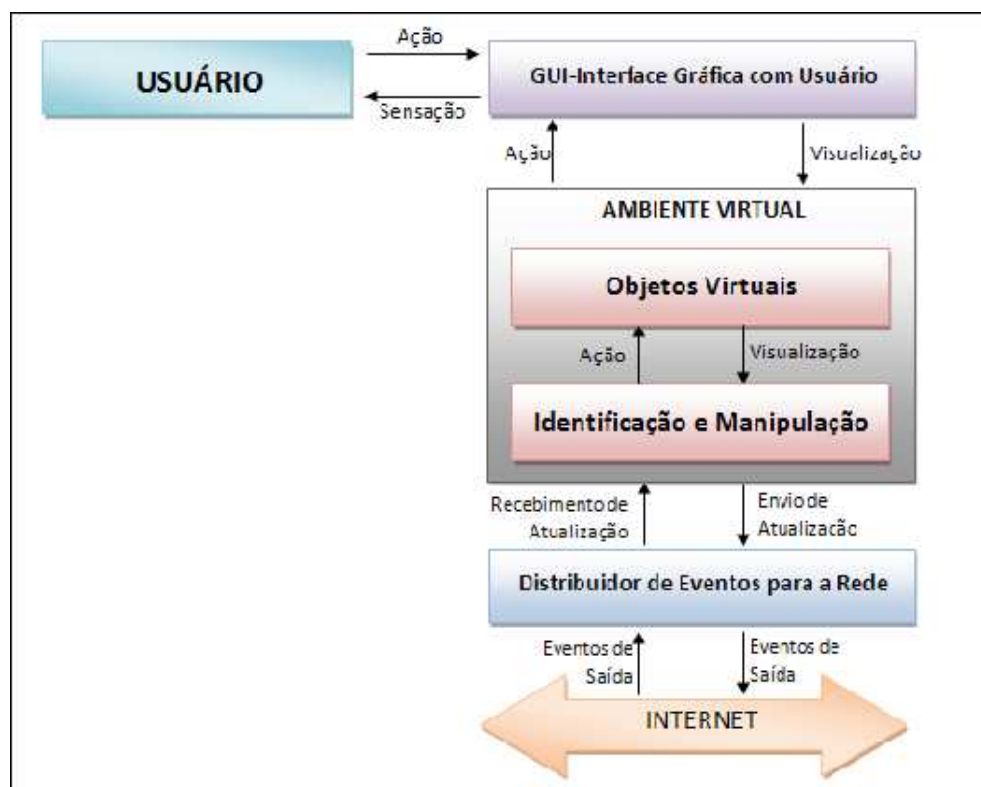 Ação
USUÁRIO
GUI-Interface Gráfica com Usuário
Sensação
Ação
Visualização
AMBIENTE VIRTUAL
Objetos Virtuais
Ação
Visualização
Identificação e Manipulação
Recebimento de
Atualização
Envio de
Atualização
Distribuidor de Eventos para a Rede
Eventos de
Saída
Eventos de
Saída
INTERNET